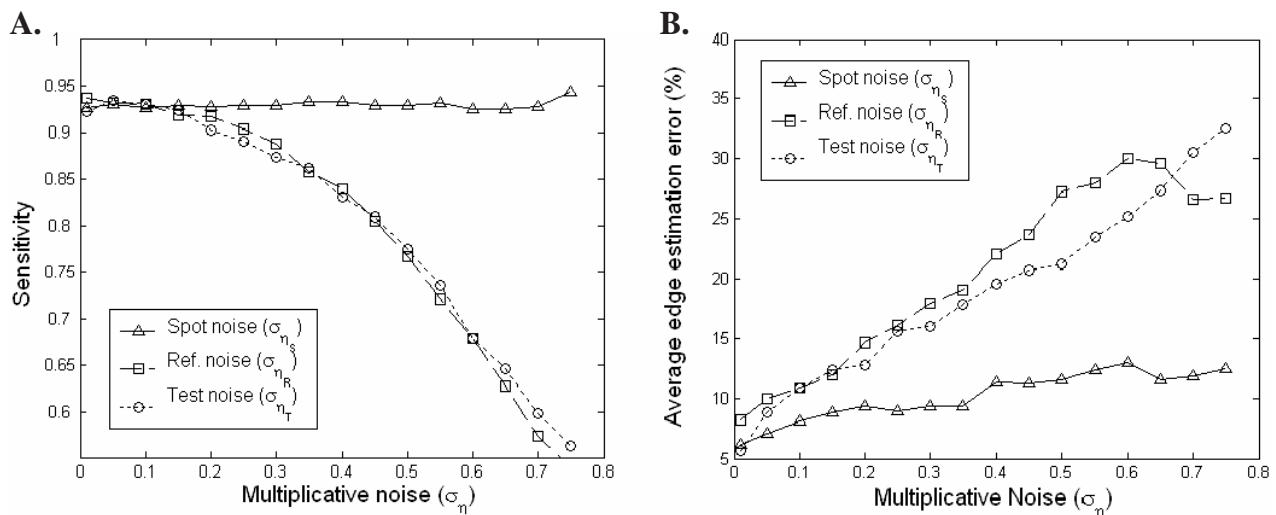 A.
1
0.95
0.9
0.85
0.8
0.75
0.7
0.65
0.6
Sensitivity
Spot noise (σηS)
Ref. noise (σηR)
Test noise (σηT)
0 0.1 0.2 0.3 0.4 0.5 0.6 0.7 0.8
Multiplicative noise (ση)
B.
40
35
30
25
20
15
10
5
Average edge estimation error (%)
Spot noise (σηS)
Ref. noise (σηR)
Test noise (σηT)
0 0.1 0.2 0.3 0.4 0.5 0.6 0.7 0.8
Multiplicative Noise (ση)